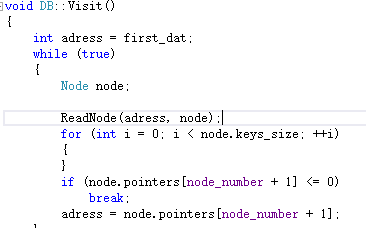 void DB::Visit()
{
int adress = first_dat;
while (true)
{
Node node;
ReadNode(adress, node);
for (int i = 0; i < node.keys_size; ++i)
{
}
if (node.pointers[node_number + 1] <= 0)
break;
adress = node.pointers[node_number + 1];